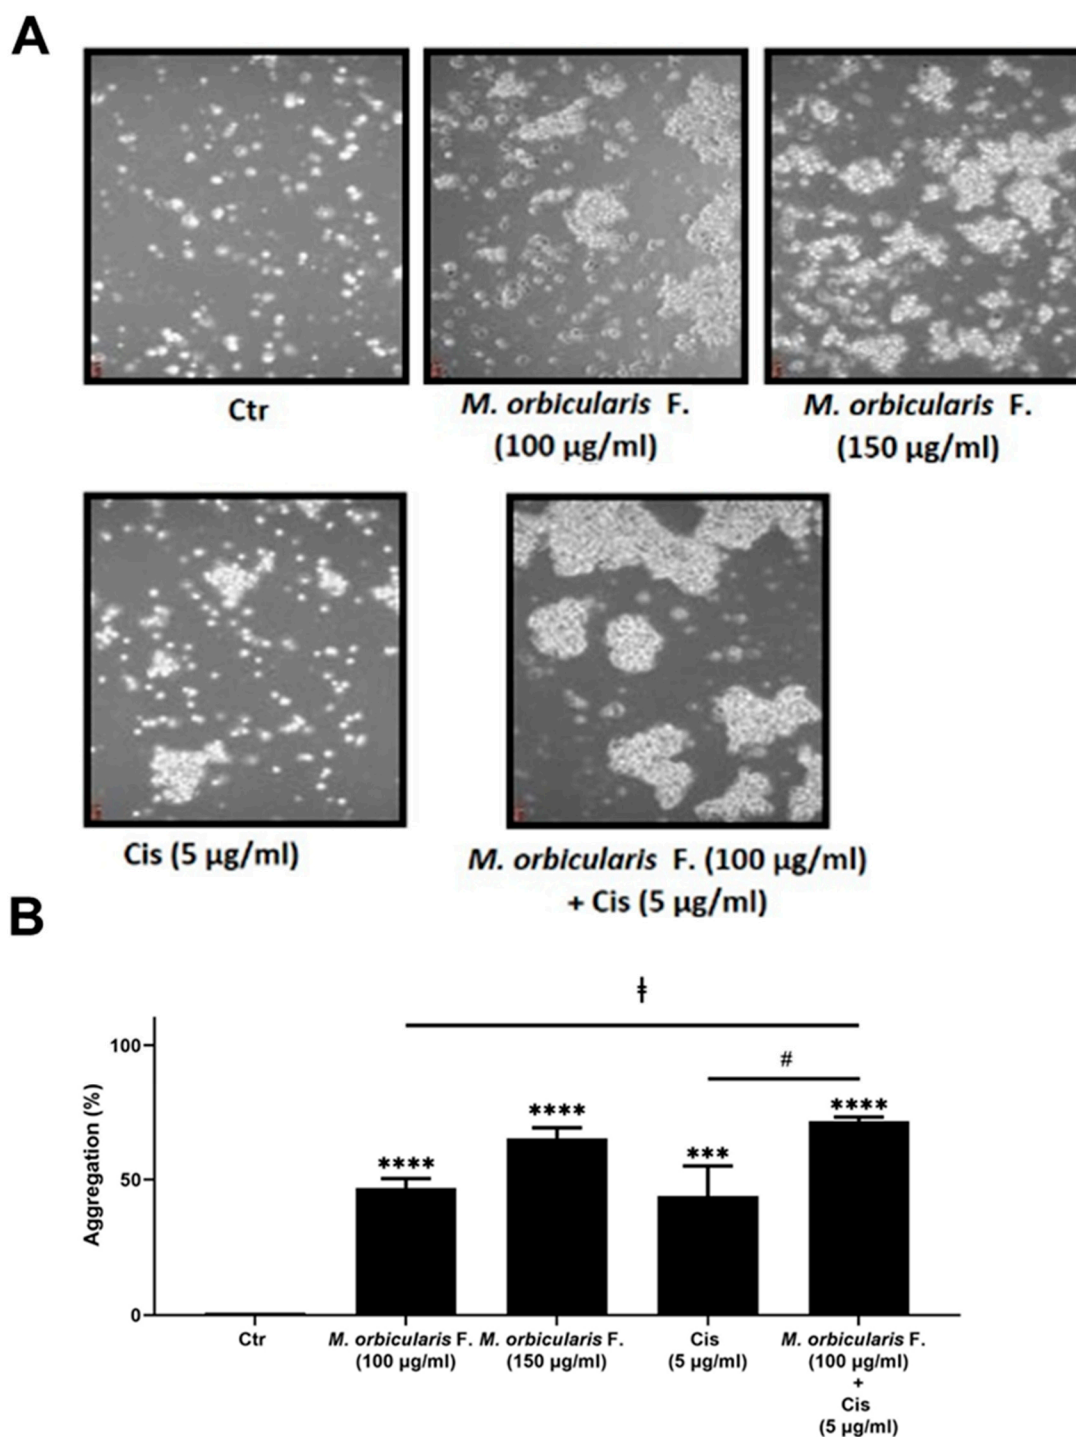 A
Ctr
M. orbicularis F.
(100 µg/ml)
M. orbicularis F.
(150 µg/ml)
Cis (5 µg/ml)
M. orbicularis F. (100 µg/ml)
+ Cis (5 µg/ml)
B
ǂ
#
**** **** *** ****
Aggregation (%)
100
50
0
Ctr
M. orbicularis F.
(100 µg/ml)
M. orbicularis F.
(150 µg/ml)
Cis
(5 µg/ml)
M. orbicularis F.
(100 µg/ml)
+
Cis
(5 µg/ml)